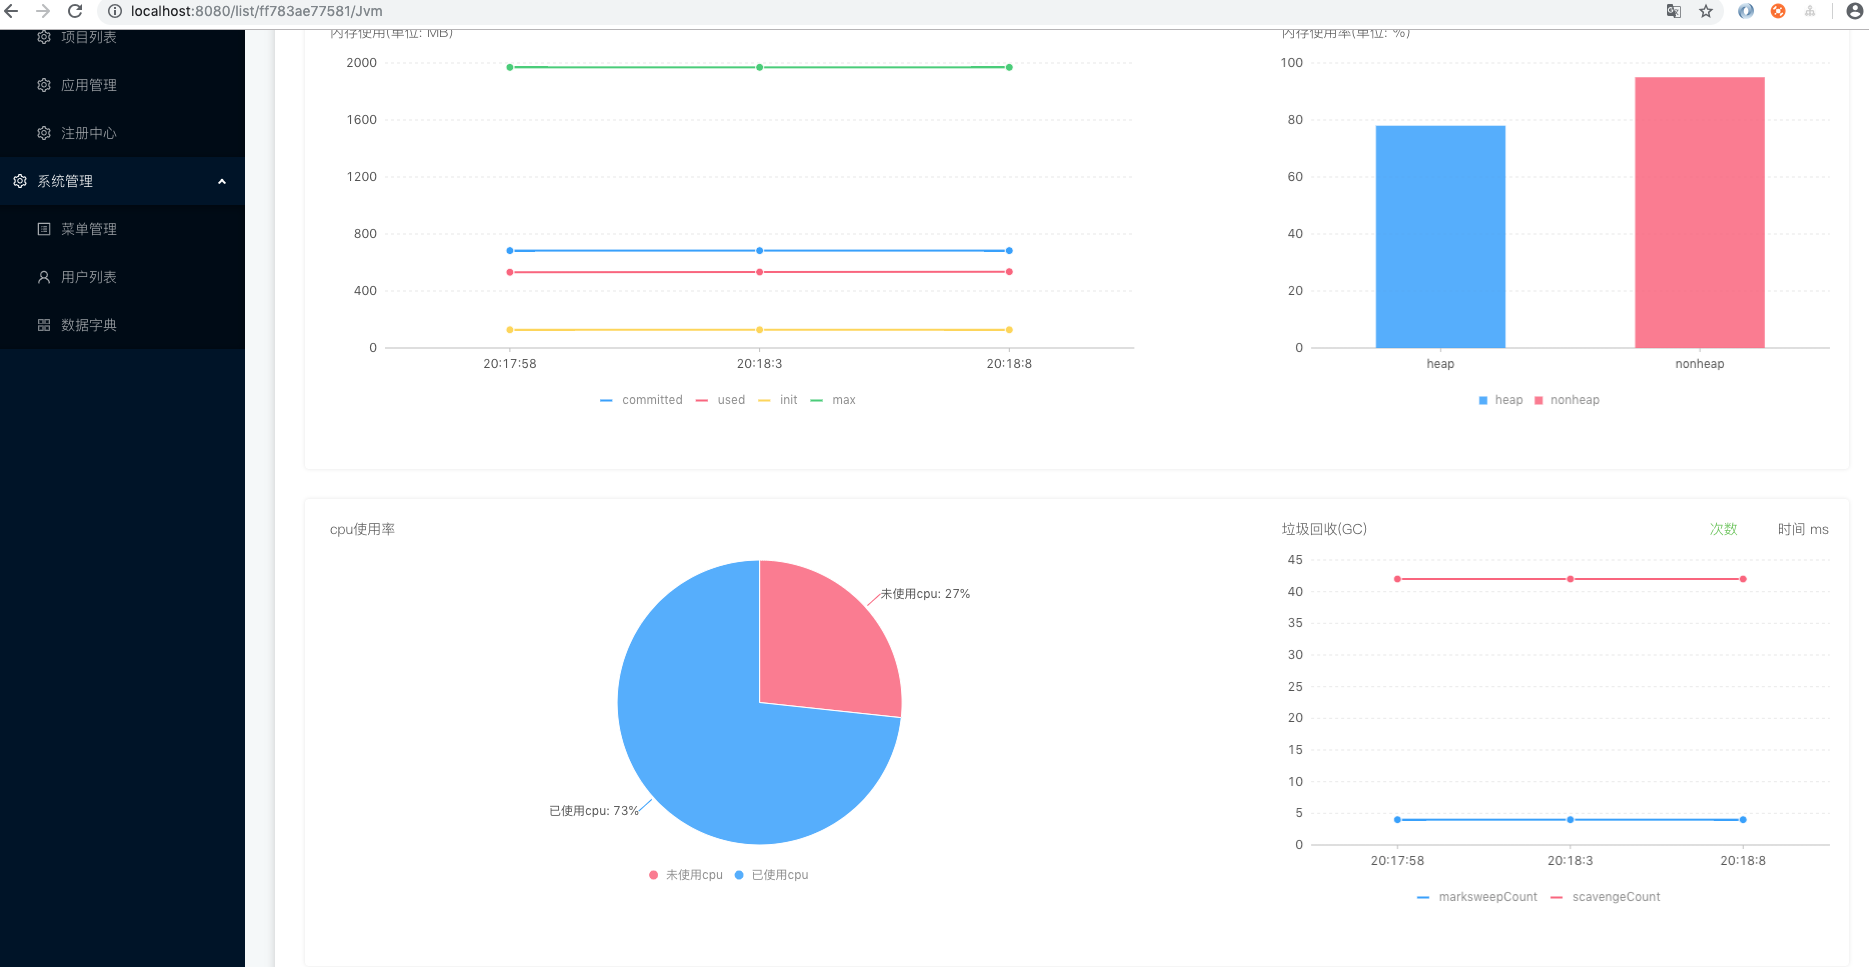 localhost:8080/list/ff783ae77581/Jvm
项目列表
应用管理
注册中心
系统管理
菜单管理
用户列表
数据字典
内存使用(单位: MB)
2000
1600
1200
800
400
0
20:17:58 20:18:3 20:18:8
committed used init max
内存使用率(单位: %)
100
80
60
40
20
0
heap nonheap
heap nonheap
cpu使用率
未使用cpu: 27%
已使用cpu: 73%
未使用cpu 已使用cpu
垃圾回收(GC) 次数 时间 ms
45
40
35
30
25
20
15
10
5
0
20:17:58 20:18:3 20:18:8
marksweepCount scavengeCount